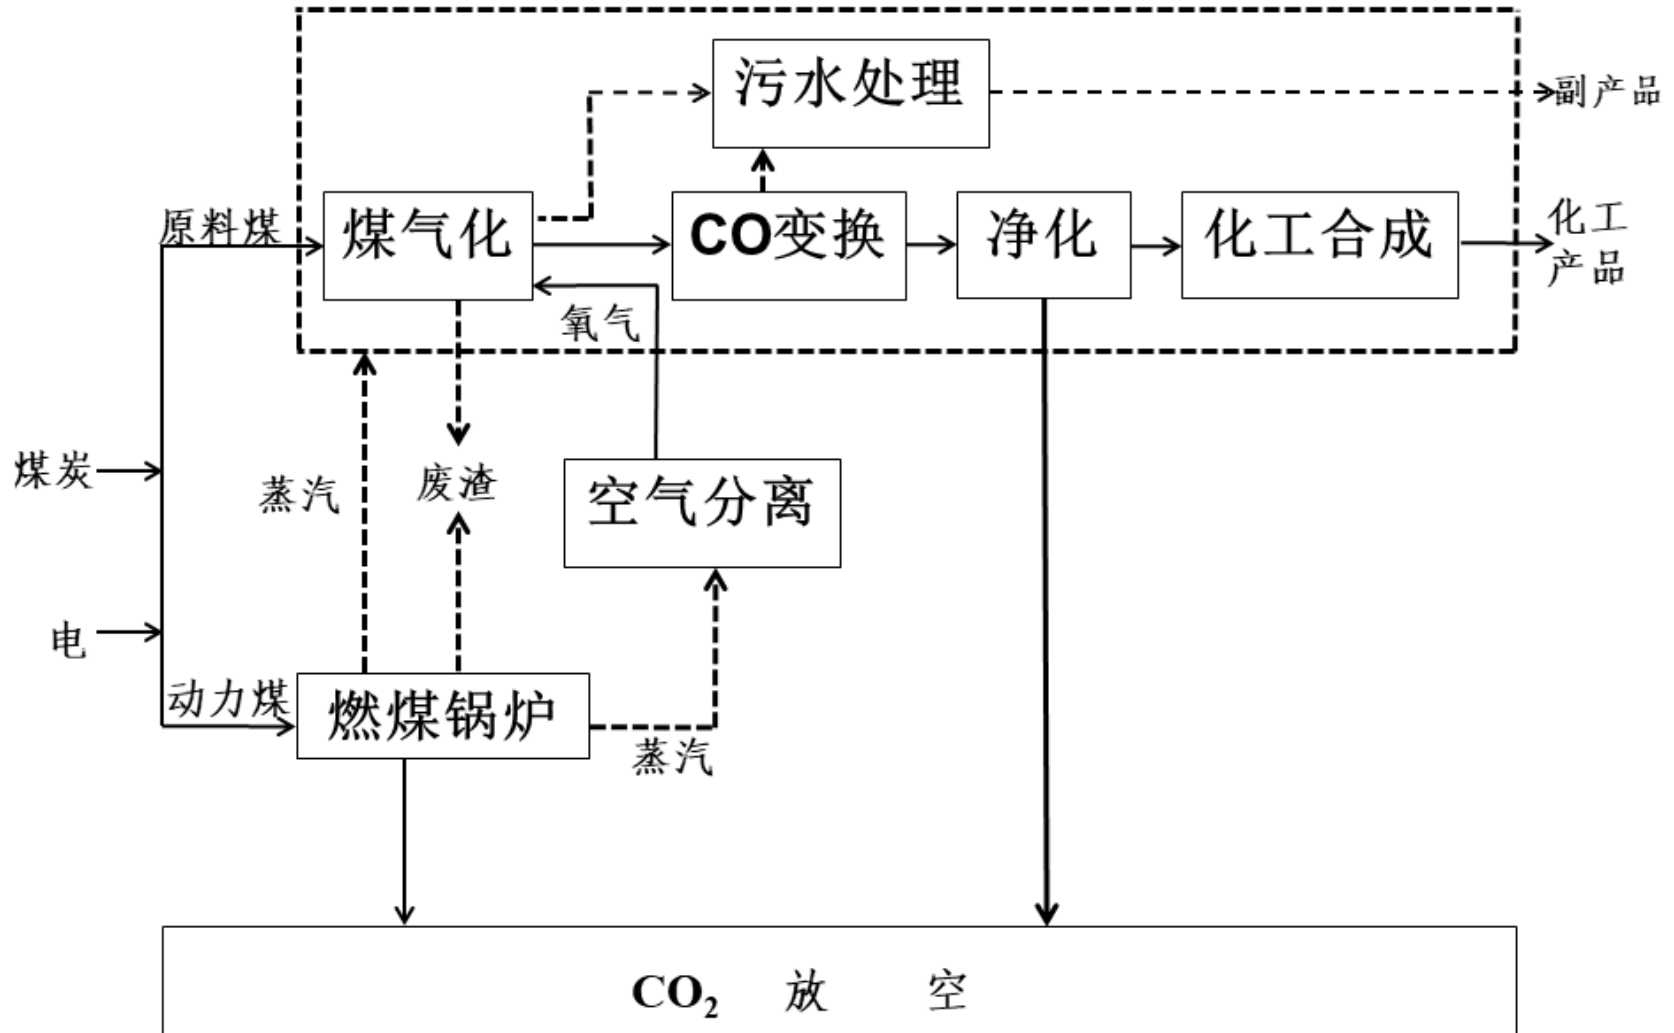 污水处理
副产品
原料煤
煤气化
CO变换
净化
化工合成
化工
产品
氧气
煤炭
蒸汽
废渣
空气分离
电
动力煤
燃煤锅炉
蒸汽
CO₂ 放 空